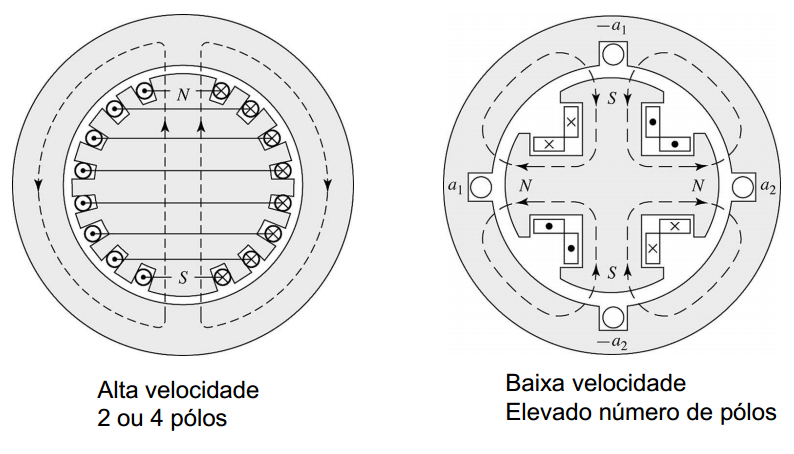 N
S
Alta velocidade
2 ou 4 pólos
−a1
S
a1
N
N
a2
S
−a2
Baixa velocidade
Elevado número de pólos